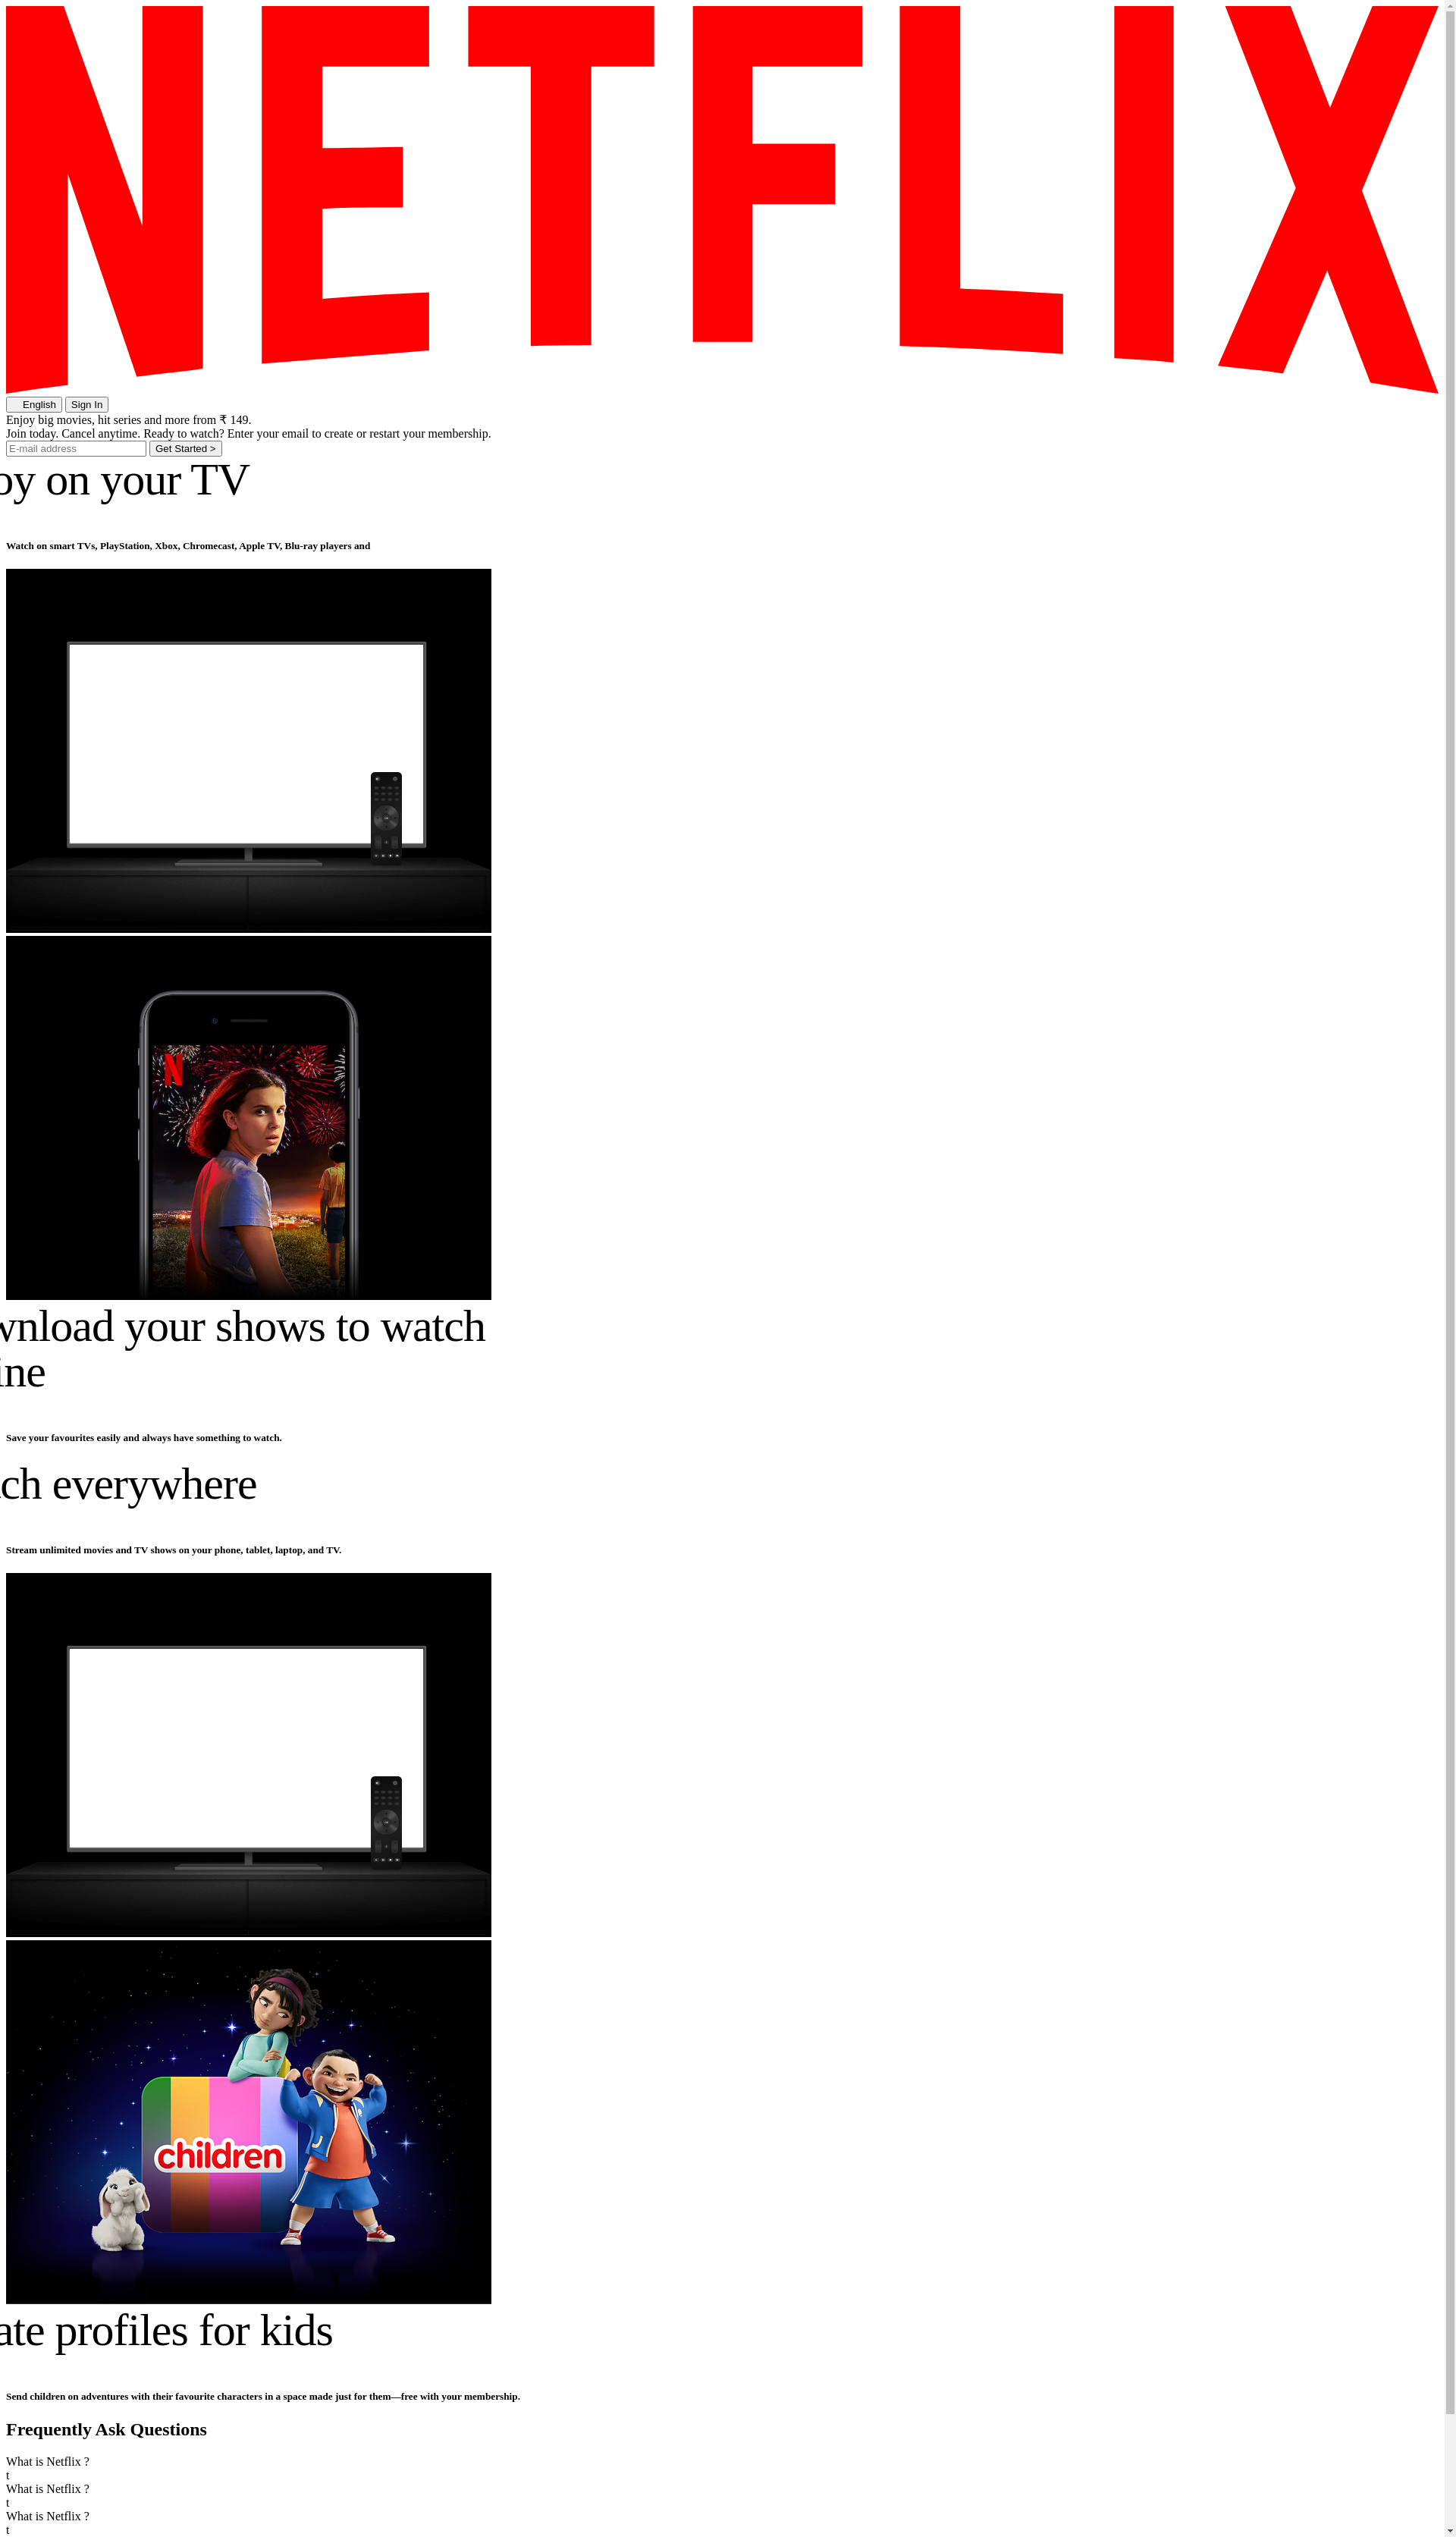 NETFLIX
English Sign In
Enjoy big movies, hit series and more from ₹ 149.
Join today. Cancel anytime. Ready to watch? Enter your email to create or restart your membership.
E-mail address Get Started >
oy on your TV
Watch on smart TVs, PlayStation, Xbox, Chromecast, Apple TV, Blu-ray players and
N
wnload your shows to watch
ine
Save your favourites easily and always have something to watch.
ch everywhere
Stream unlimited movies and TV shows on your phone, tablet, laptop, and TV.
children
ate profiles for kids
Send children on adventures with their favourite characters in a space made just for them—free with your membership.
Frequently Ask Questions
What is Netflix ?
t
What is Netflix ?
t
What is Netflix ?
t